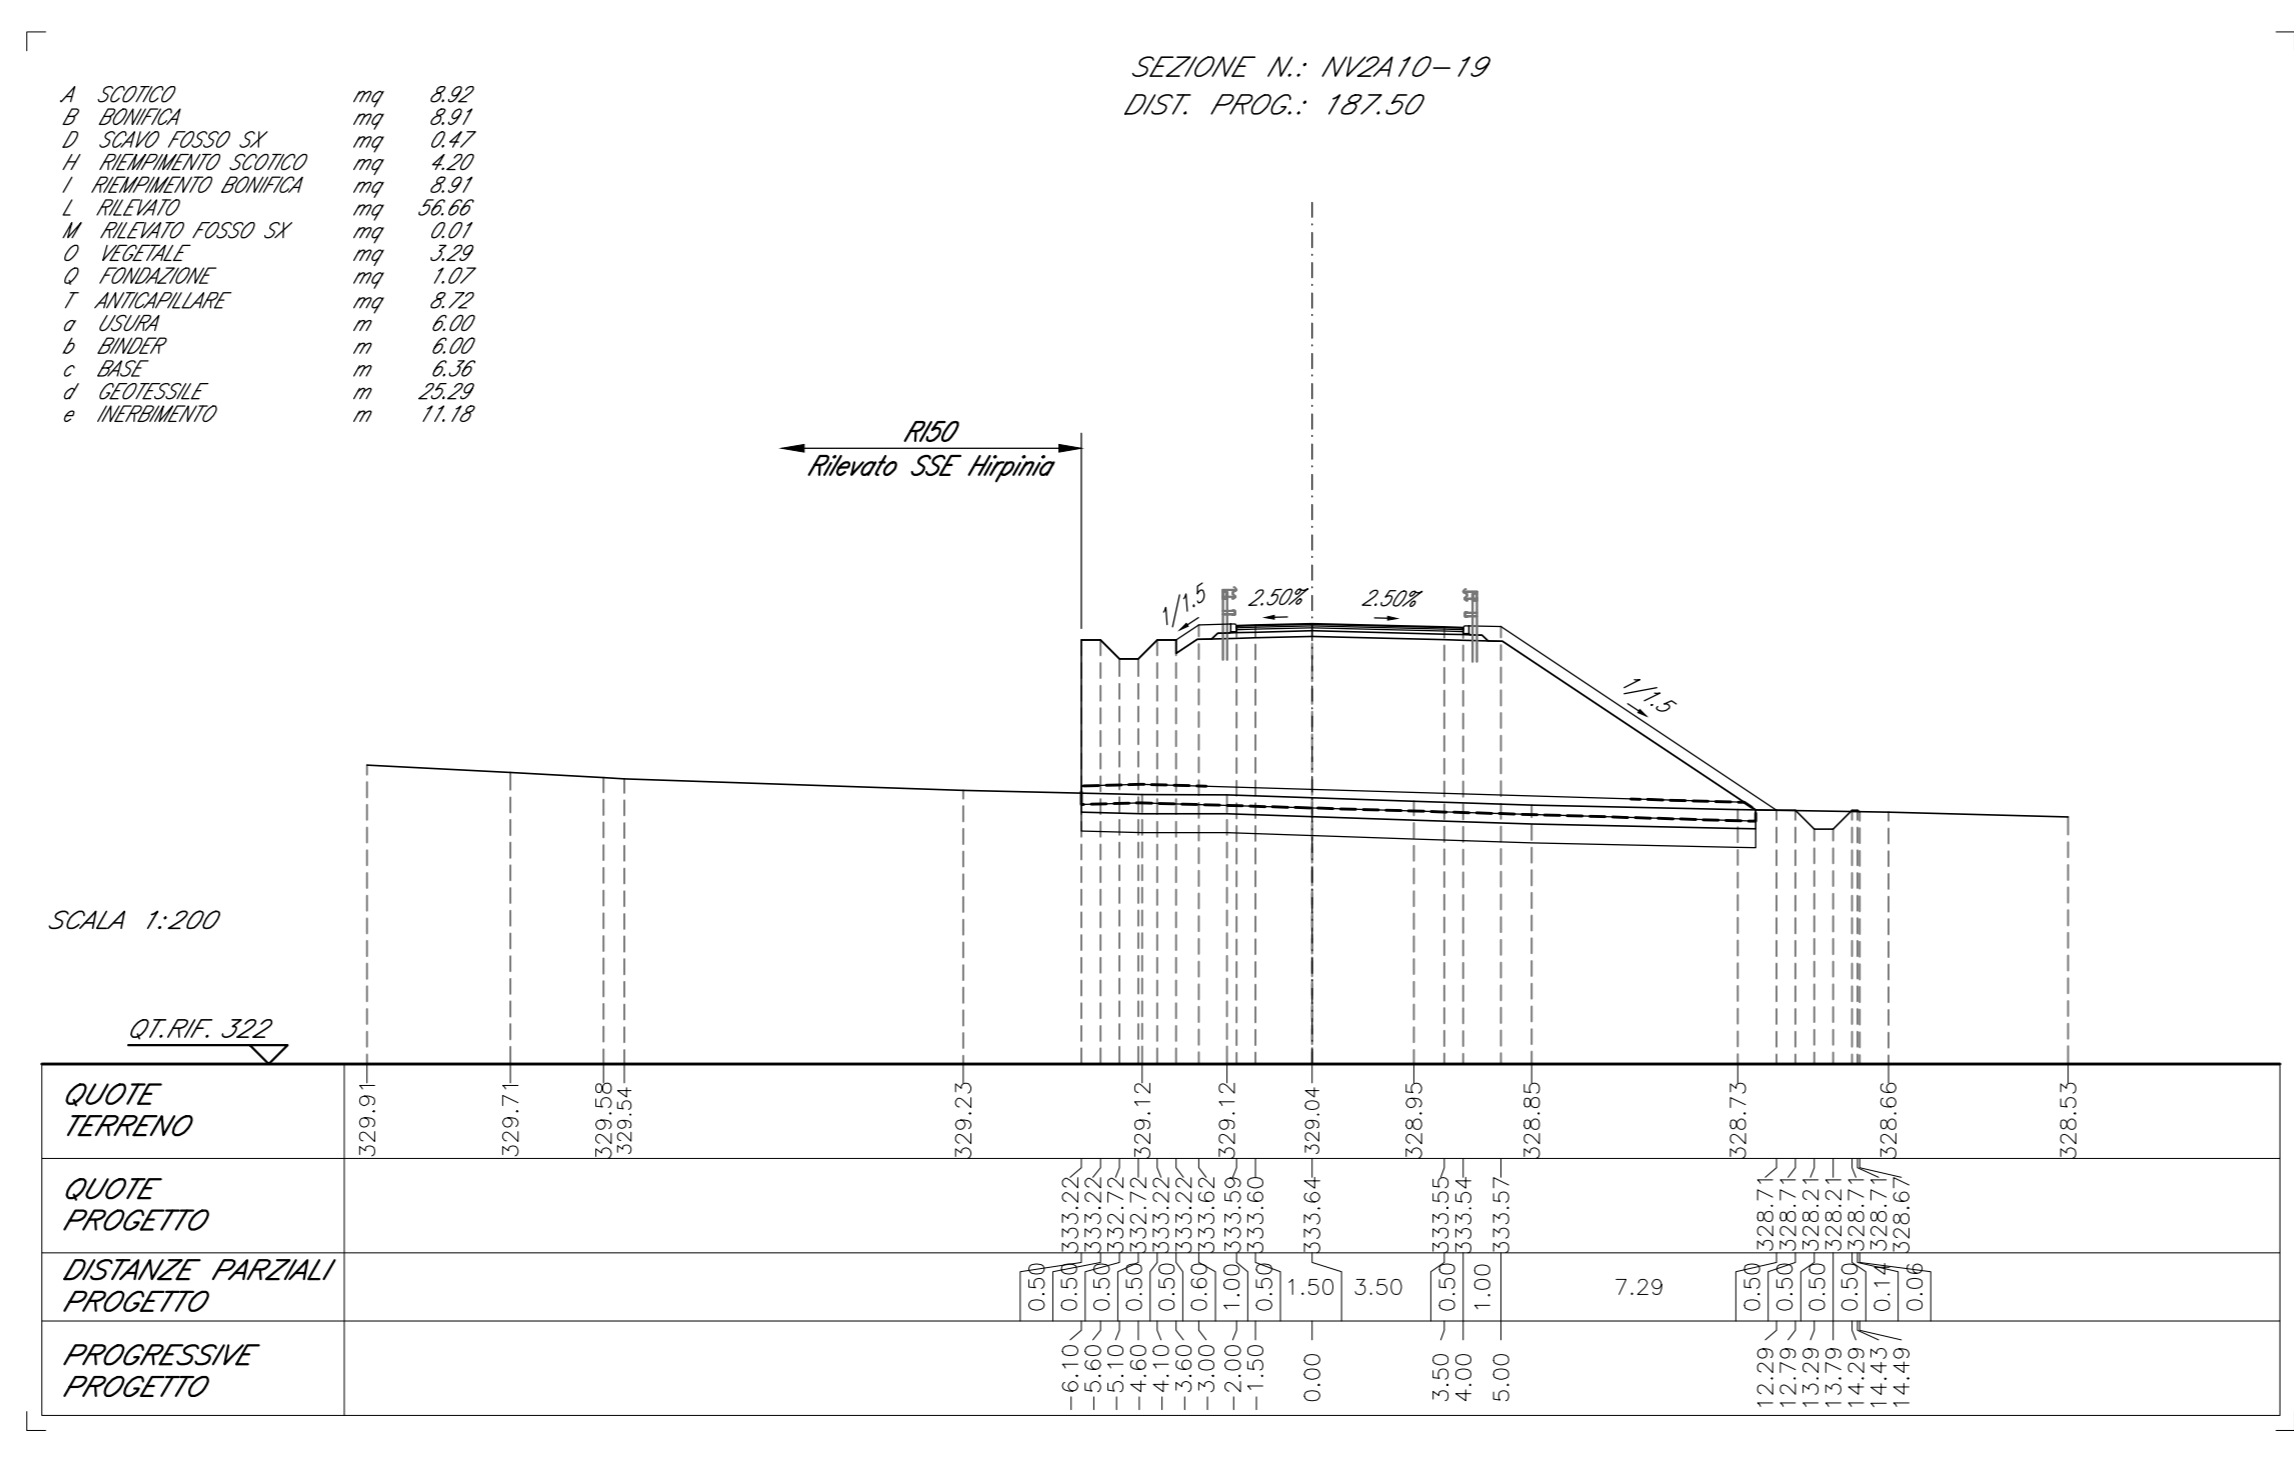 SEZIONE N.: NV2A10-19
DIST. PROG.: 187.50
A SCOTICO mq 8.92
B BONIFICA mq 8.91
D SCAVO FOSSO SX mq 0.47
H RIEMPIMENTO SCOTICO mq 4.20
I RIEMPIMENTO BONIFICA mq 8.91
L RILEVATO mq 56.66
M RILEVATO FOSSO SX mq 0.01
O VEGETALE mq 3.29
Q FONDAZIONE mq 1.07
T ANTICAPILLARE mq 8.72
a USURA m 6.00
b BINDER m 6.00
c BASE m 6.36
d GEOTESSILE m 25.29
e INERBIMENTO m 11.18
RI50
Rilevato SSE Hirpinia
1/1.5
2.50%
2.50%
1/1.5
SCALA 1:200
QT.RIF. 322
QUOTE
TERRENO
329.91 329.71 329.58 329.54 329.23 329.12 329.12 329.04 328.95 328.85 328.73 328.66 328.53
QUOTE
PROGETTO
333.22 333.22 332.72 332.72 333.22 333.22 333.62 333.59 333.60 333.64 333.55 333.54 333.57 328.71 328.71 328.21 328.21 328.71 328.71 328.67
DISTANZE PARZIALI
PROGETTO
0.50 0.50 0.50 0.50 0.50 0.60 1.00 0.50 1.50 3.50 0.50 1.00 7.29 0.50 0.50 0.50 0.50 0.14 0.06
PROGRESSIVE
PROGETTO
-6.10 -5.60 -5.10 -4.60 -4.10 -3.60 -3.00 -2.00 -1.50 0.00 3.50 4.00 5.00 12.29 12.79 13.29 13.79 14.29 14.43 14.49